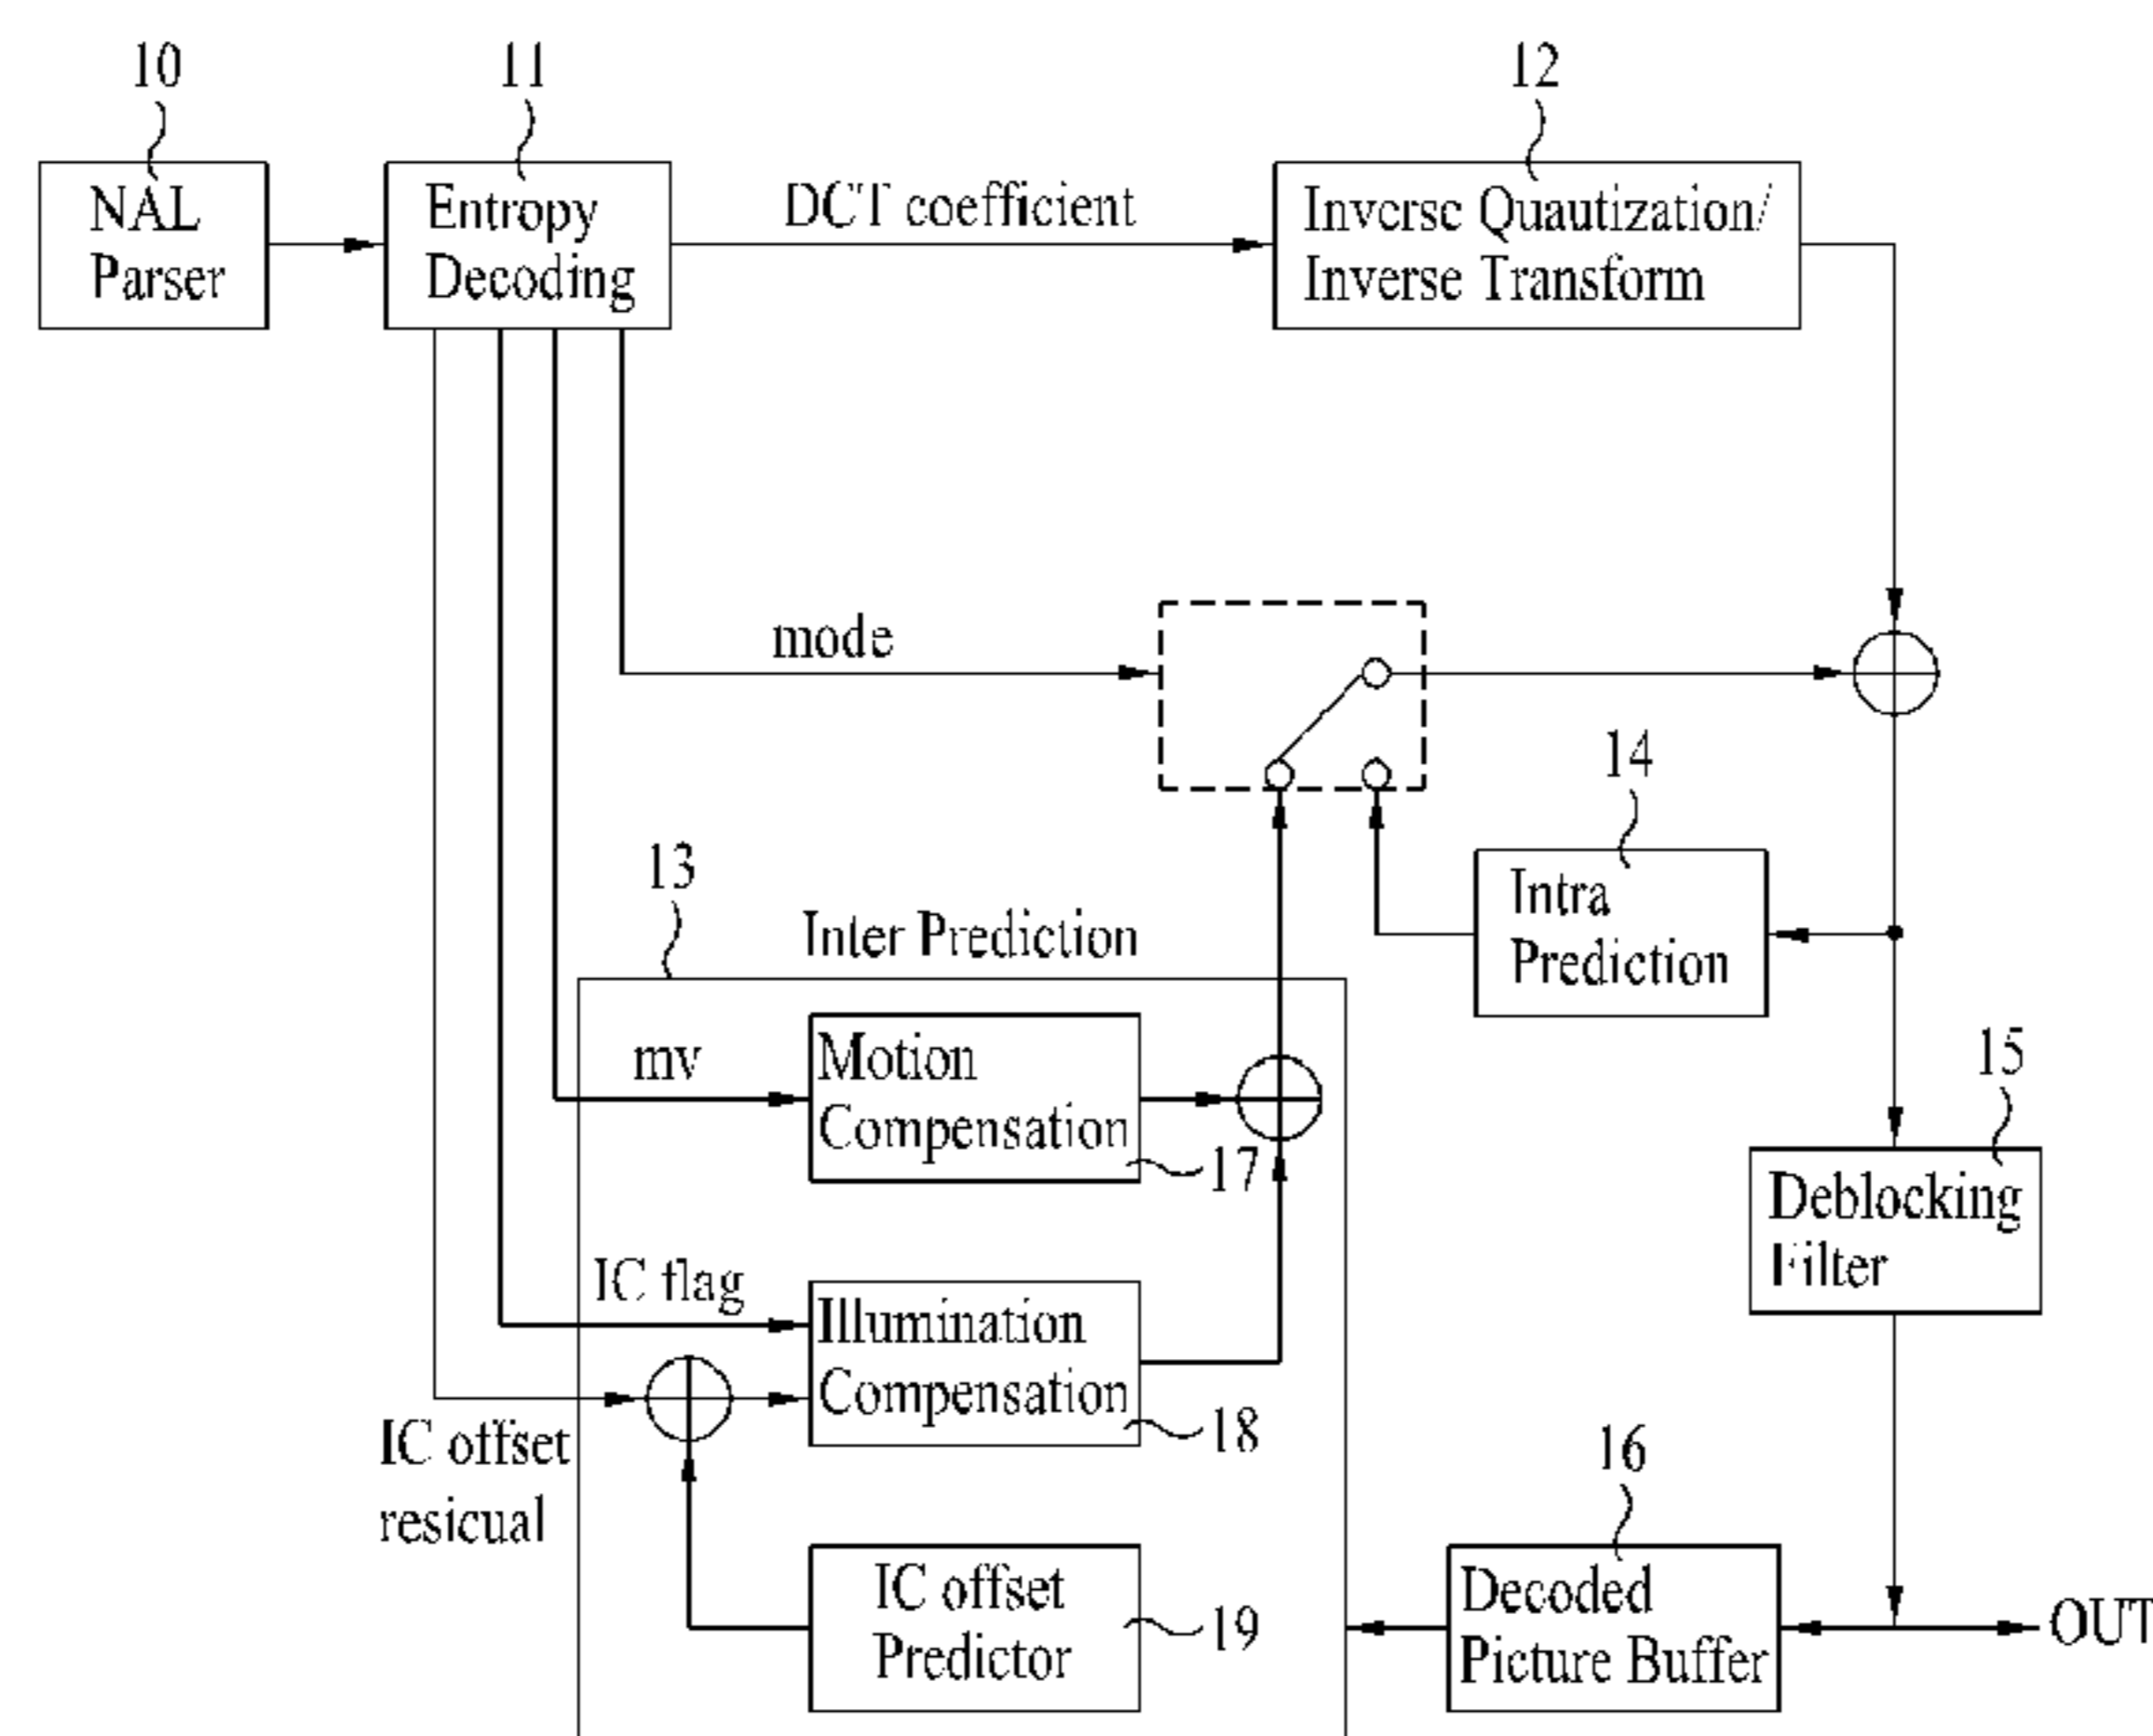 10
11
12
NAL
Parser
Entropy
Decoding
DCT coefficient
Inverse Quautization/
Inverse Transform
mode
14
Intra
Prediction
13
Inter Prediction
mv
Motion
Compensation
17
15
Deblocking
Filter
IC flag
Illumination
Compensation
18
IC offset
resicual
16
IC offset
Predictor
19
Decoded
Picture Buffer
OUT